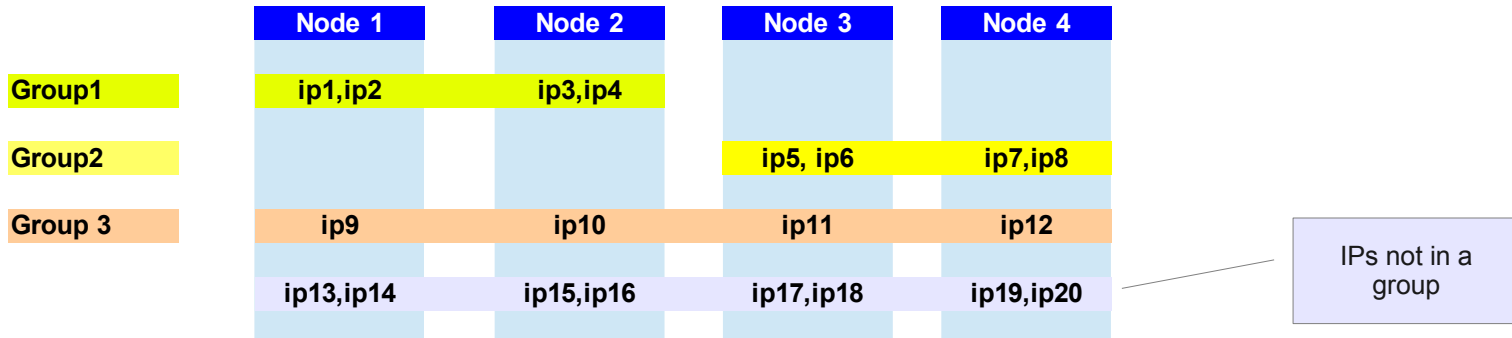 Node 1 Node 2 Node 3 Node 4
Group1 ip1,ip2 ip3,ip4
Group2 ip5, ip6 ip7,ip8
Group 3 ip9 ip10 ip11 ip12
ip13,ip14 ip15,ip16 ip17,ip18 ip19,ip20
IPs not in a
group